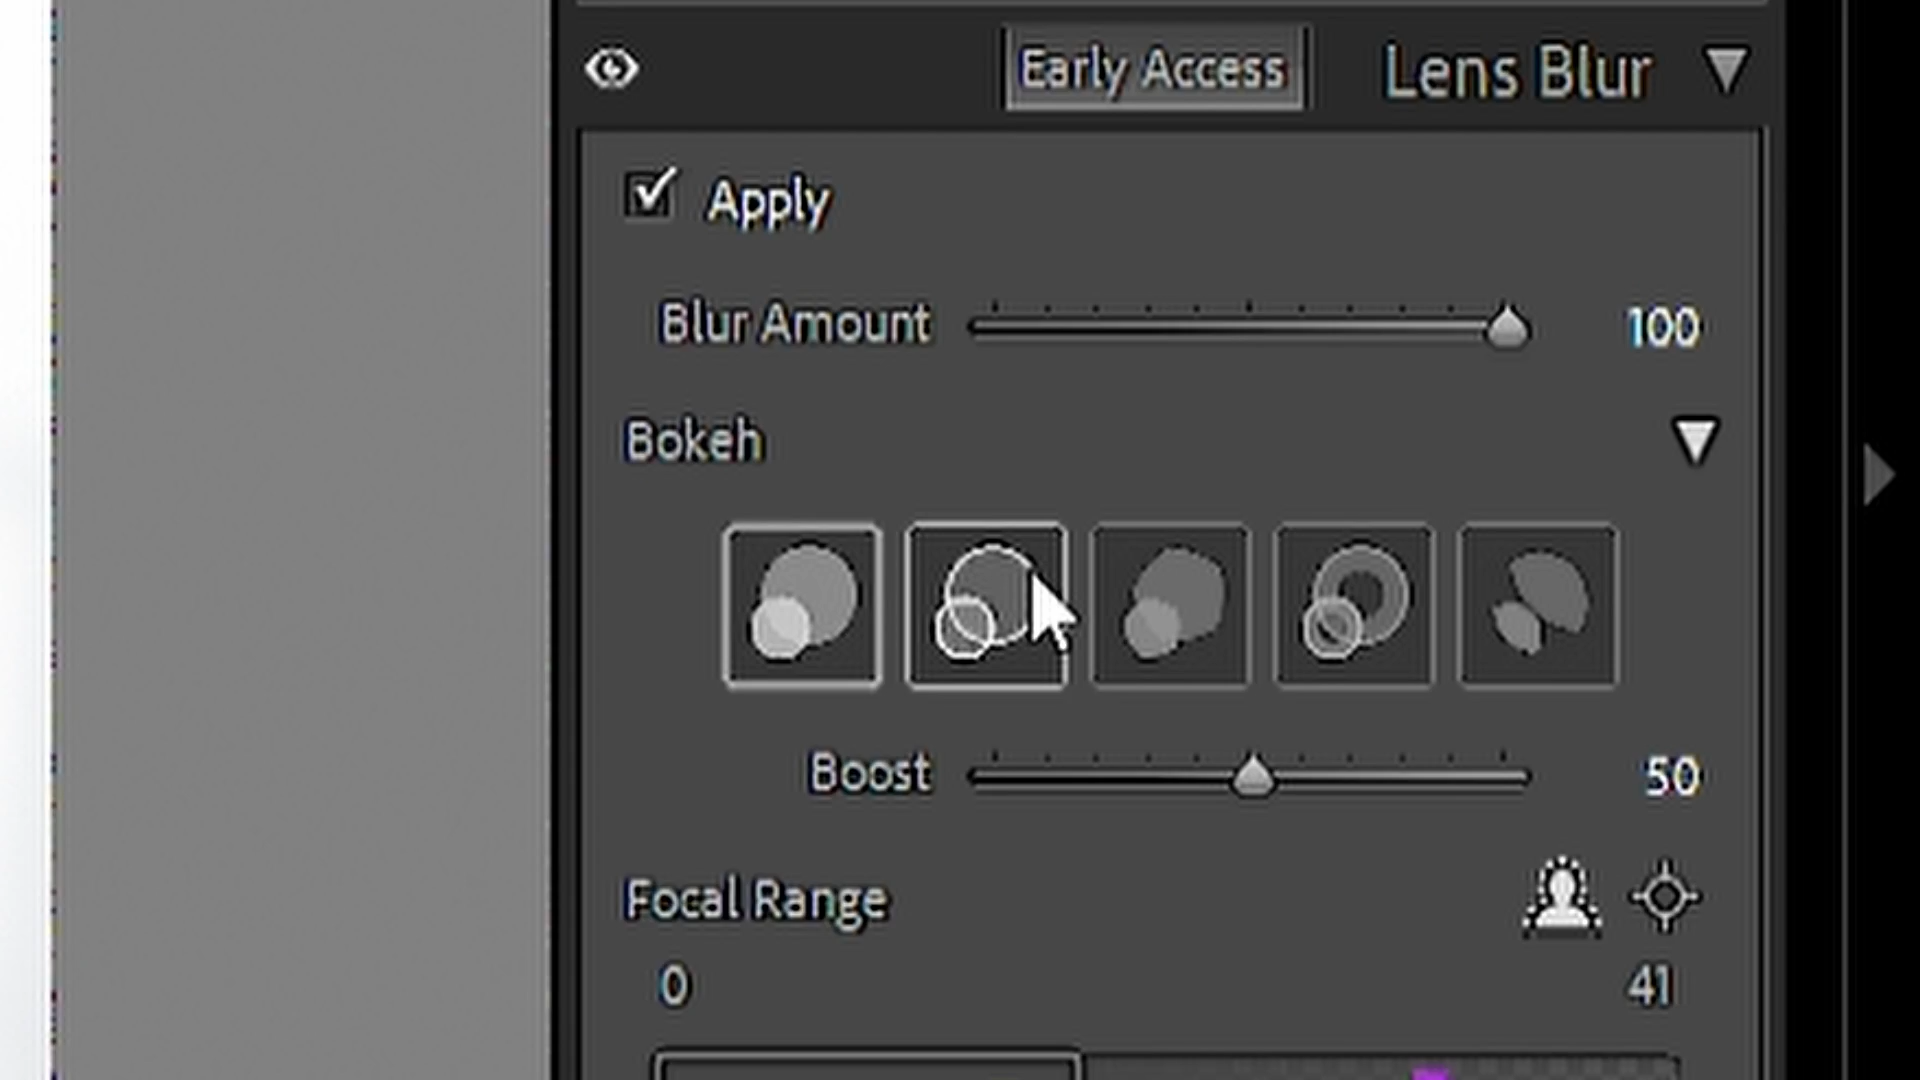 Early Access Lens Blur
Apply
Blur Amount 100
Bokeh
Boost 50
Focal Range
0 41